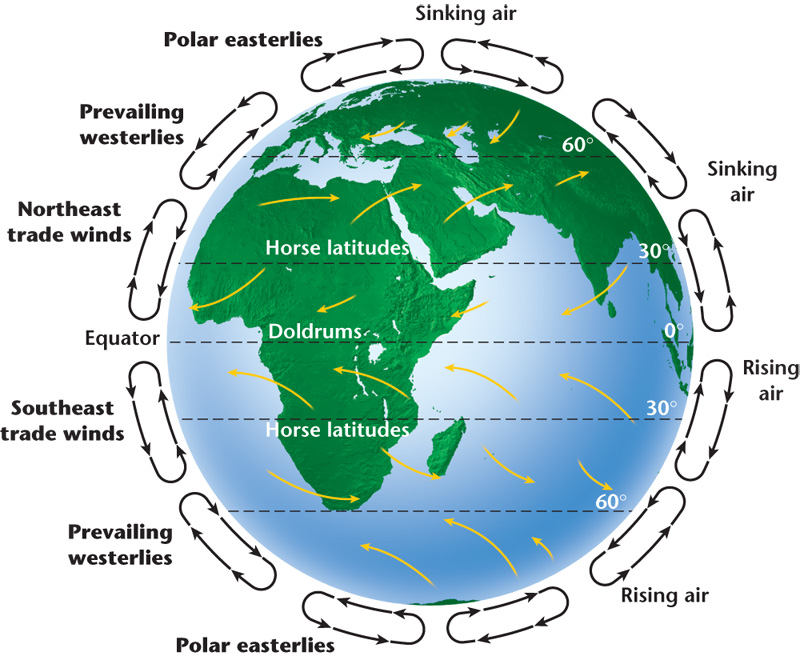 Sinking air
Polar easterlies
Prevailing
westerlies
60°
Sinking
air
Northeast
trade winds
Horse latitudes
30°
Equator
Doldrums
0°
Rising
air
Southeast
trade winds
30°
Horse latitudes
60°
Prevailing
westerlies
Rising air
Polar easterlies